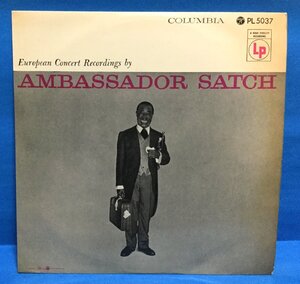 COLUMBIA
PL 5037
Lp
European Concert Recordings by
AMBASSADOR SATCH